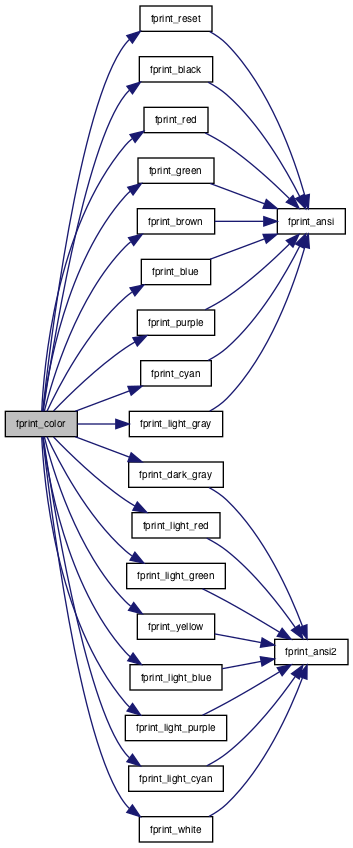 fprint_reset
fprint_black
fprint_red
fprint_green
fprint_ansi
fprint_brown
fprint_blue
fprint_purple
fprint_cyan
fprint_color
fprint_light_gray
fprint_dark_gray
fprint_light_red
fprint_light_green
fprint_yellow
fprint_ansi2
fprint_light_blue
fprint_light_purple
fprint_light_cyan
fprint_white